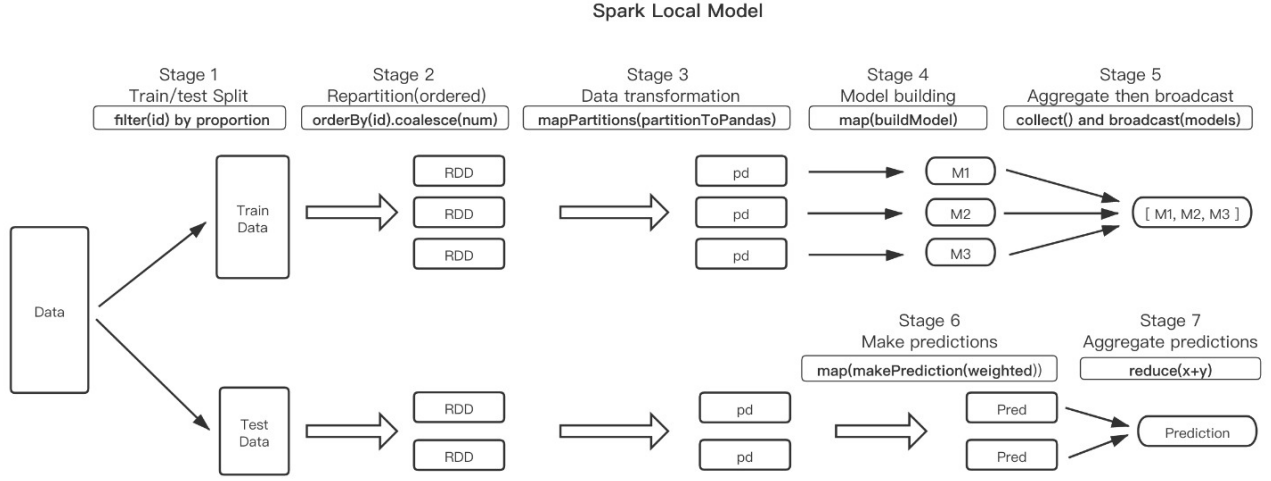 Spark Local Model
Stage 1
Train/test Split
filter(id) by proportion
Stage 2
Repartition(ordered)
orderBy(id).coalesce(num)
Stage 3
Data transformation
mapPartitions(partitionToPandas)
Stage 4
Model building
map(buildModel)
Stage 5
Aggregate then broadcast
collect() and broadcast(models)
Data
Train
Data
RDD
RDD
RDD
pd
pd
pd
M1
M2
M3
[ M1, M2, M3 ]
Stage 6
Make predictions
map(makePrediction(weighted))
Stage 7
Aggregate predictions
reduce(x+y)
Test
Data
RDD
RDD
pd
pd
Pred
Pred
Prediction